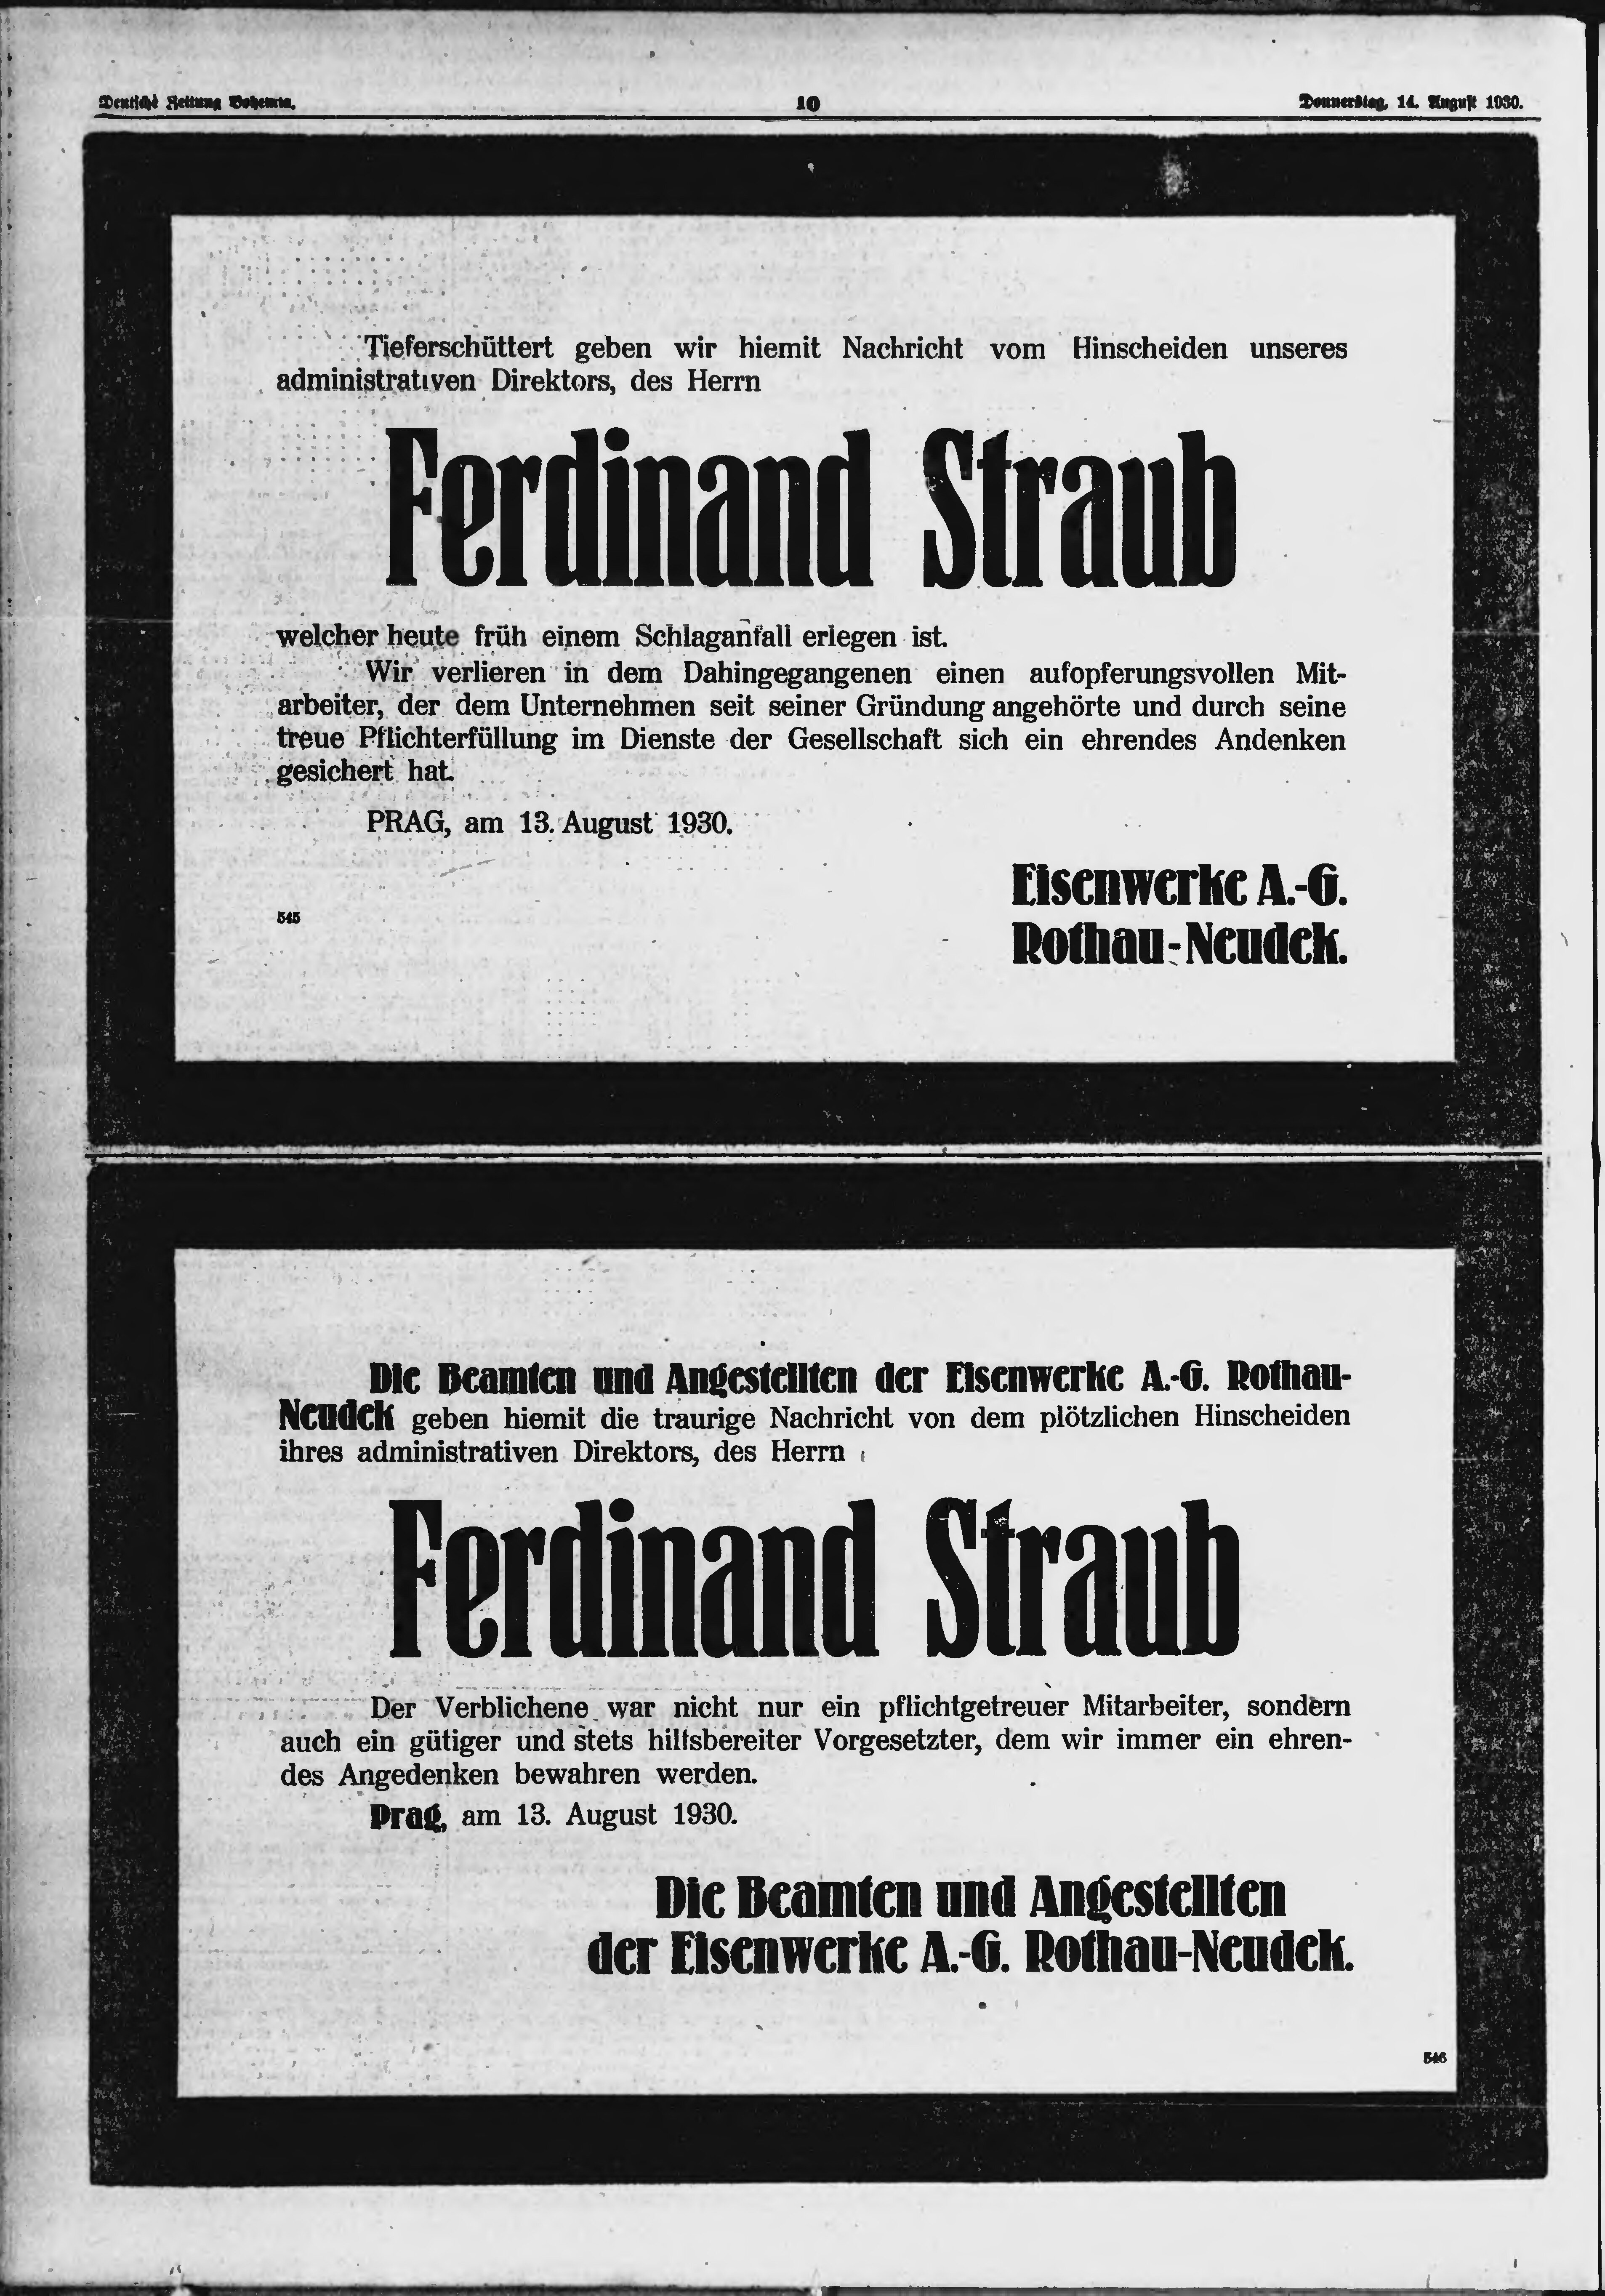 Deutsche Zeitung Bohemia.
10
Donnerstag, 14. August 1930.
Tieferschüttert geben wir hiemit Nachricht vom Hinscheiden unseres
administrativen Direktors, des Herrn
Ferdinand Straub
welcher heute früh einem Schlaganfall erlegen ist.
Wir verlieren in dem Dahingegangenen einen aufopferungsvollen Mit-
arbeiter, der dem Unternehmen seit seiner Gründung angehörte und durch seine
treue Pflichterfüllung im Dienste der Gesellschaft sich ein ehrendes Andenken
gesichert hat.
PRAG, am 13. August 1930.
Eisenwerke A.-G.
545
Rothau-Neudek.
Die Beamten und Angestellten der Eisenwerke A.-G. Rothau-
Neudek geben hiemit die traurige Nachricht von dem plötzlichen Hinscheiden
ihres administrativen Direktors, des Herrn
Ferdinand Straub
Der Verblichene war nicht nur ein pflichtgetreuer Mitarbeiter, sondern
auch ein gütiger und stets hilfsbereiter Vorgesetzter, dem wir immer ein ehren-
des Angedenken bewahren werden.
Prag, am 13. August 1930.
Die Beamten und Angestellten
der Eisenwerke A.-G. Rothau-Neudek.
546